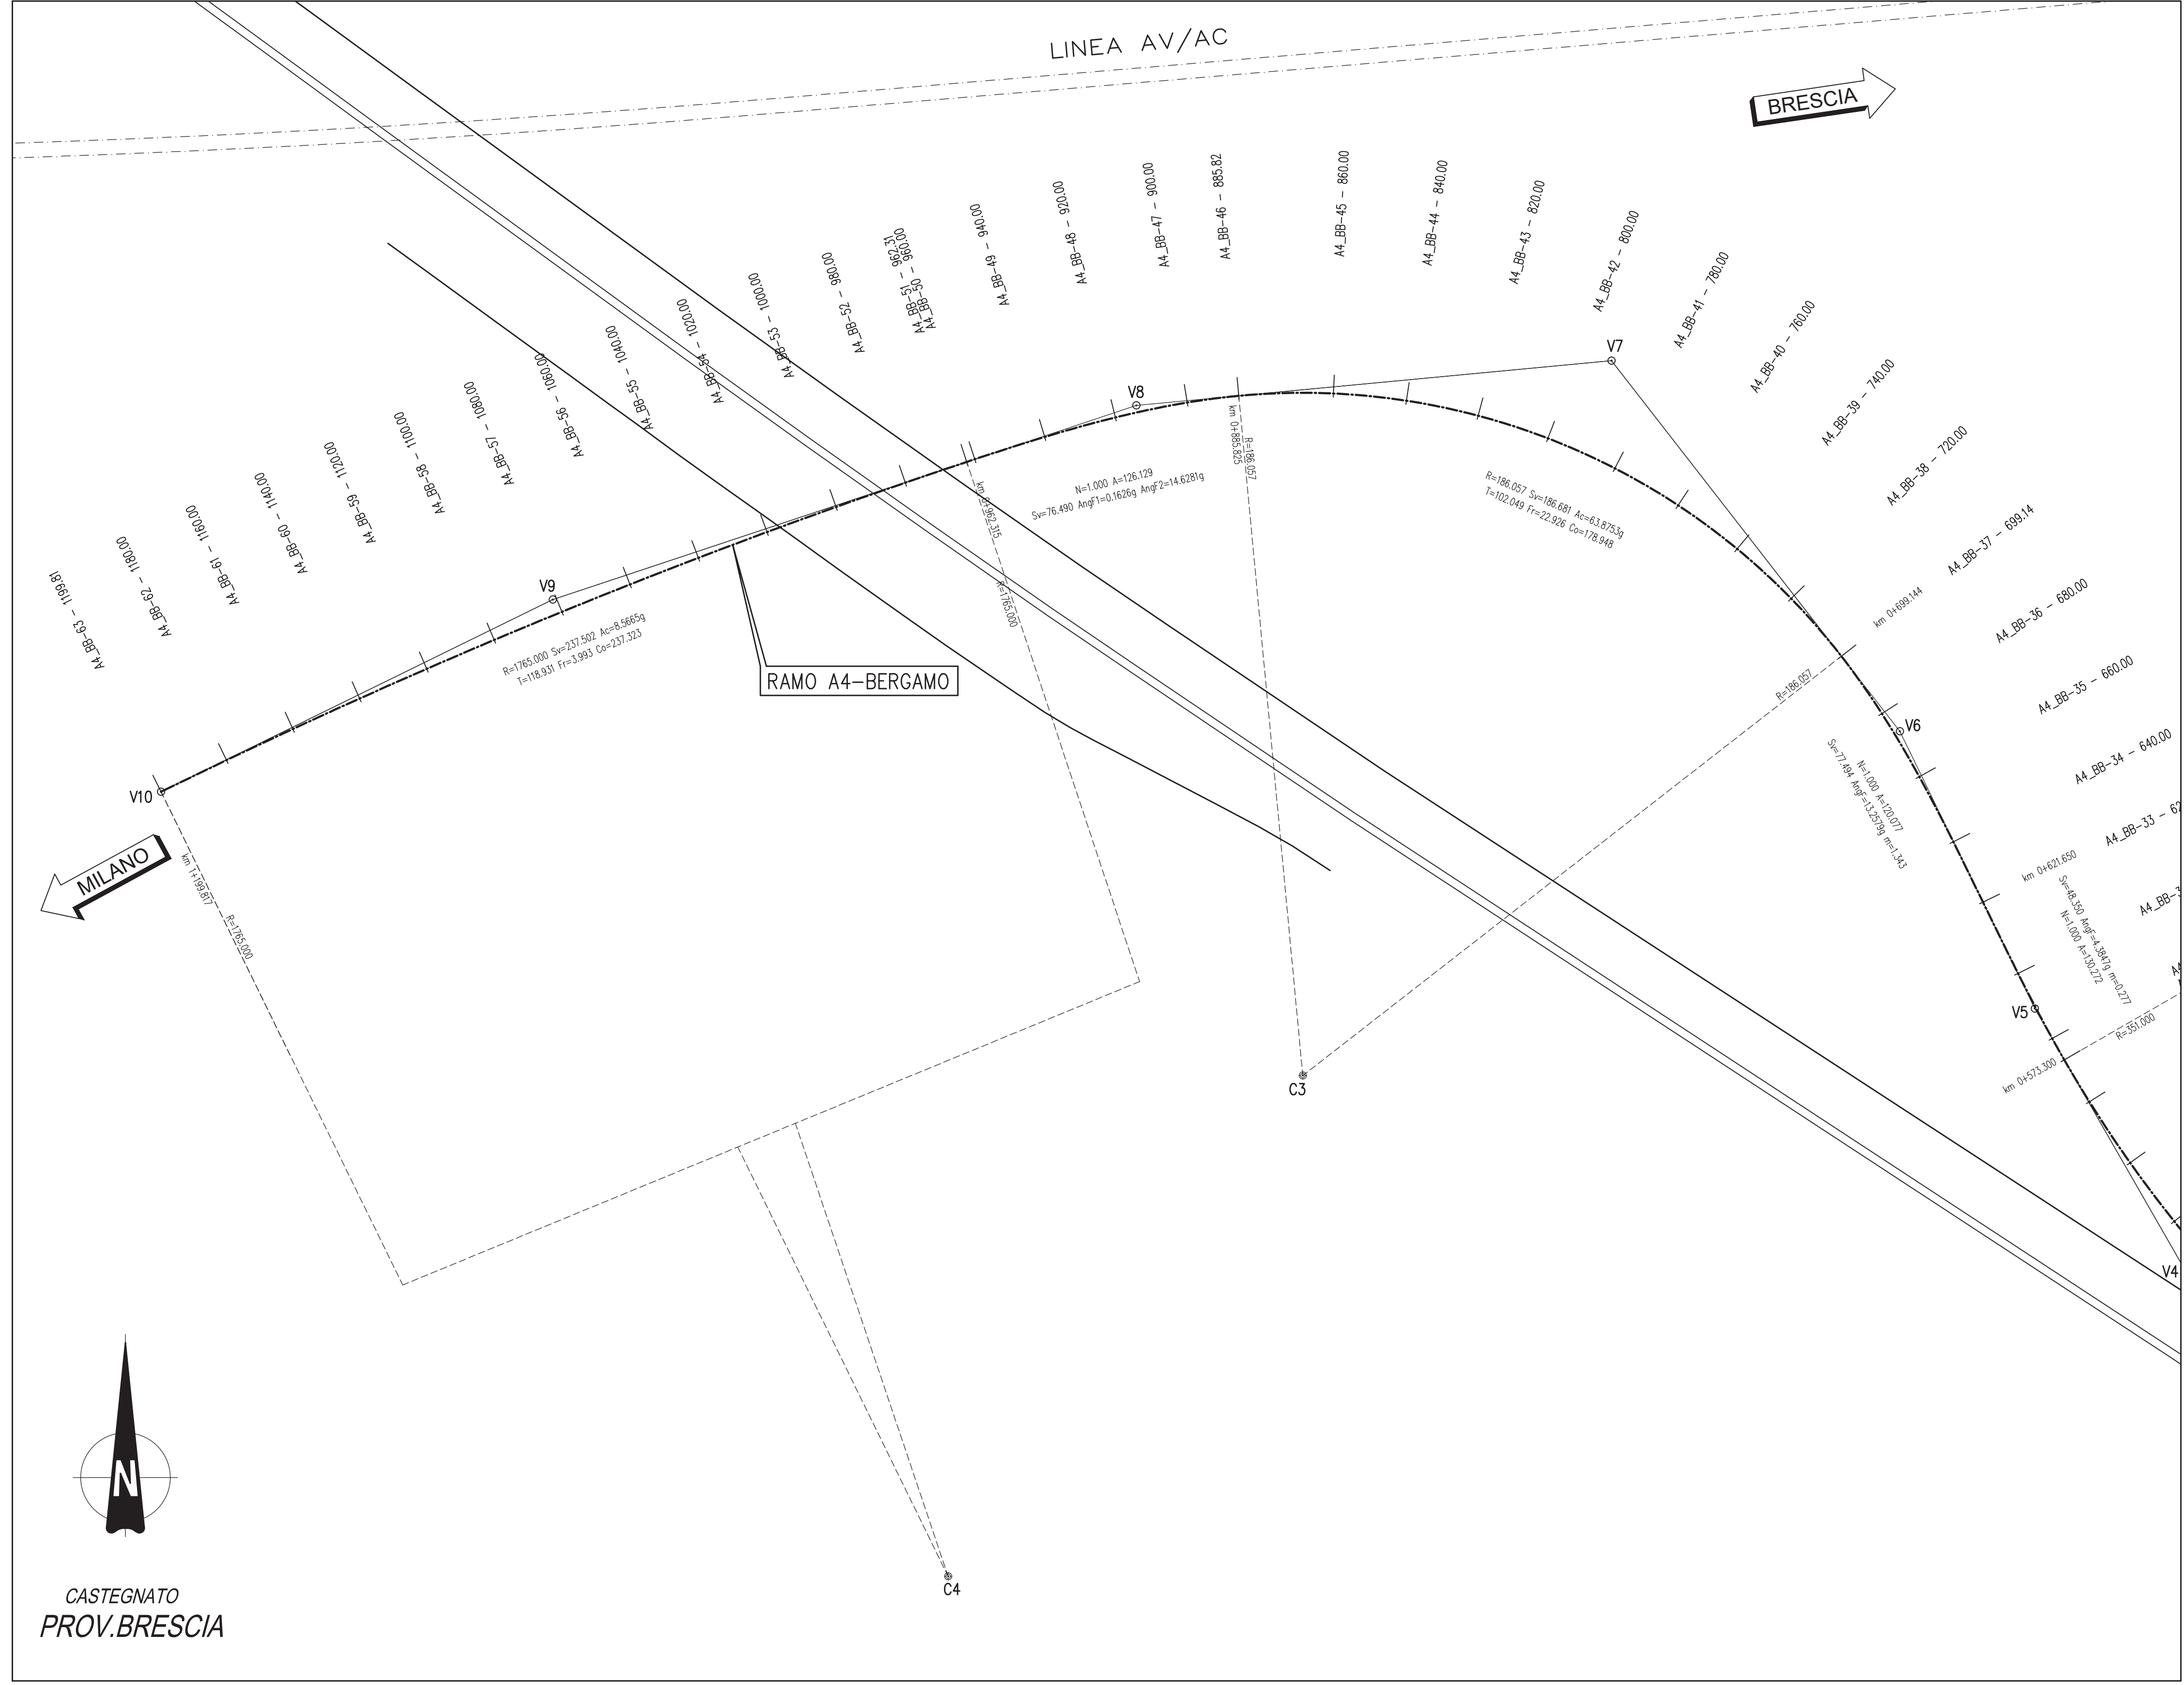 LINEA AV/AC
BRESCIA
A4_BB-63 - 1199.81
A4_BB-62 - 1180.00
A4_BB-61 - 1160.00
A4_BB-60 - 1140.00
A4_BB-59 - 1120.00
A4_BB-58 - 1100.00
A4_BB-57 - 1080.00
A4_BB-56 - 1060.00
A4_BB-55 - 1040.00
A4_BB-54 - 1020.00
A4_BB-53 - 1000.00
A4_BB-52 - 980.00
A4_BB-51 - 962.31
A4_BB-50 - 960.00
A4_BB-49 - 940.00
A4_BB-48 - 920.00
A4_BB-47 - 900.00
A4_BB-46 - 885.82
A4_BB-45 - 860.00
A4_BB-44 - 840.00
A4_BB-43 - 820.00
A4_BB-42 - 800.00
A4_BB-41 - 780.00
A4_BB-40 - 760.00
A4_BB-39 - 740.00
A4_BB-38 - 720.00
A4_BB-37 - 699.14
A4_BB-36 - 680.00
A4_BB-35 - 660.00
A4_BB-34 - 640.00
A4_BB-33 - 62
A4_BB-3
A4
V7
V8
V9
V10
V6
V5
V4
km 0+885.825
R=186.057
N=1.000 A=126.129
Sv=76.490 AngF1=0.1626g AngF2=14.6281g
km 0+962.315
R=1765.000
R=186.057 Sv=186.681 Ac=63.8753g
T=102.049 Fr=22.926 Co=178.948
R=1765.000 Sv=237.502 Ac=8.5665g
T=118.931 Fr=3.993 Co=237.323
RAMO A4-BERGAMO
km 0+699.144
R=186.057
N=1.000 A=120.077
Sv=77.494 AngF=13.2579g m=1.343
km 0+621.650
Sv=48.350 AngF=4.3847g m=0.277
N=1.000 A=130.272
R=351.000
km 0+573.300
MILANO
km 1+199.817
R=1765.000
C3
C4
N
CASTEGNATO
PROV.BRESCIA